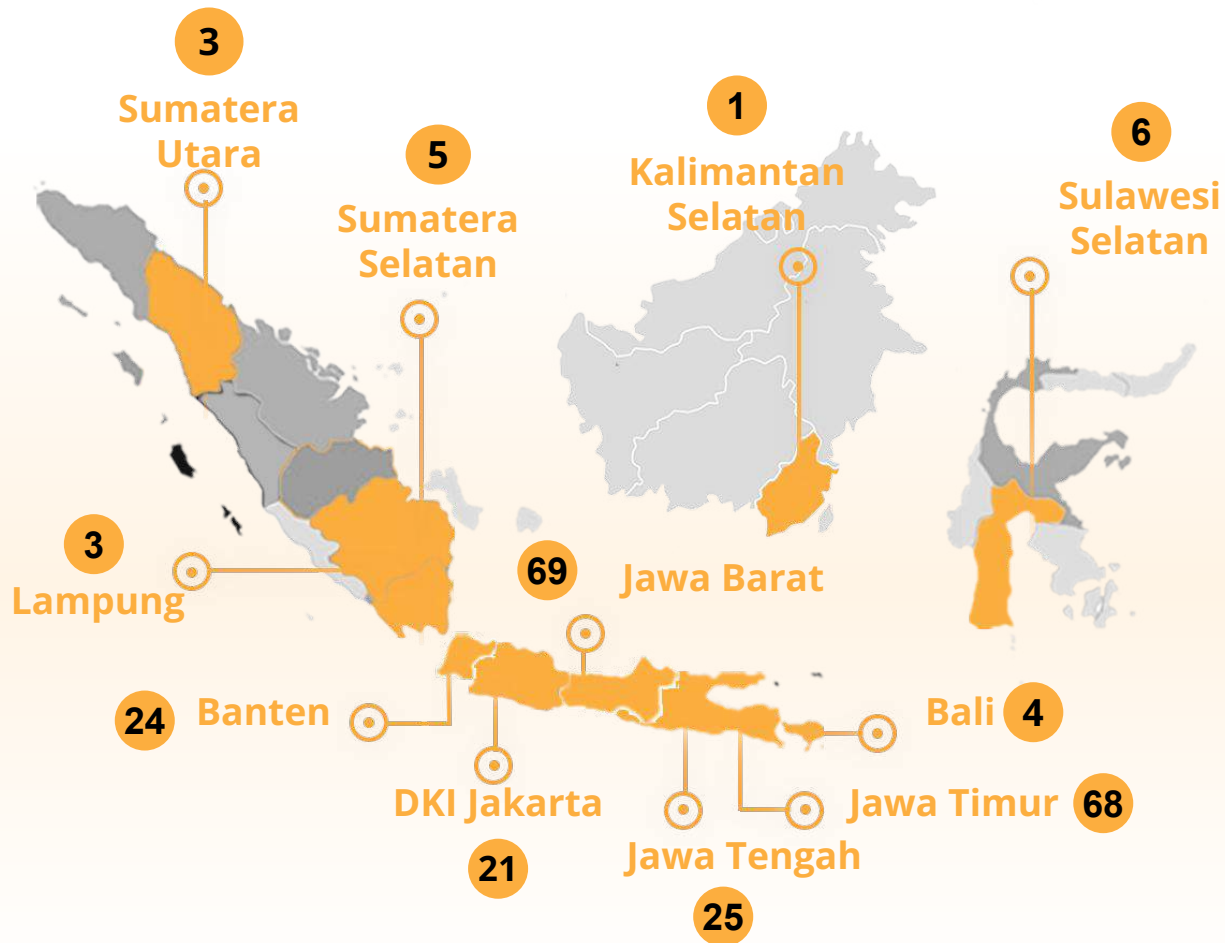 3
Sumatera
Utara
5
Sumatera
Selatan
1
Kalimantan
Selatan
6
Sulawesi
Selatan
3
Lampung
69
Jawa Barat
24
Banten
Bali
4
DKI Jakarta
21
Jawa Timur
68
Jawa Tengah
25